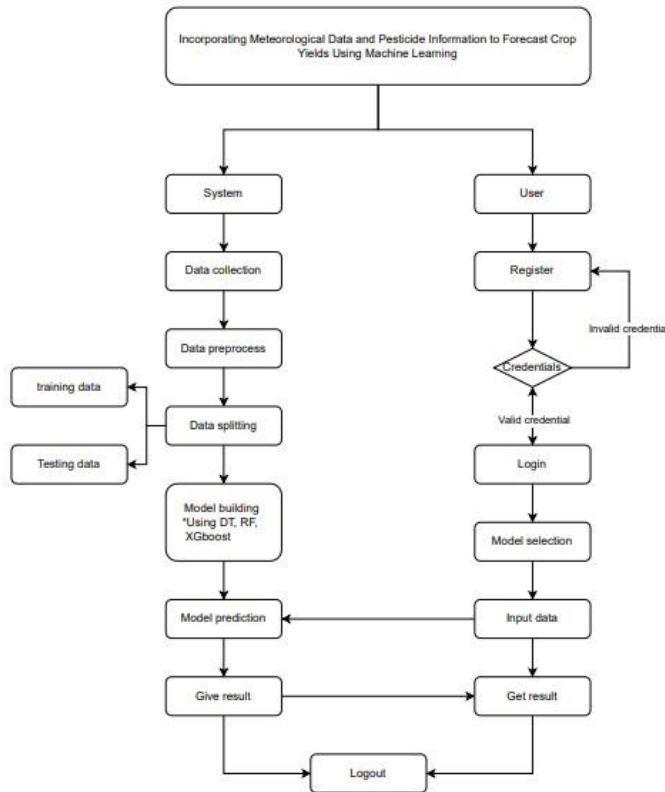 Incorporating Meteorological Data and Pesticide Information to Forecast Crop
Yields Using Machine Learning
System
User
Data collection
Register
Invalid credential
Data preprocess
Credentials
training data
Valid credential
Data splitting
Testing data
Login
Model building
*Using DT, RF,
XGboost
Model selection
Model prediction
Input data
Give result
Get result
Logout